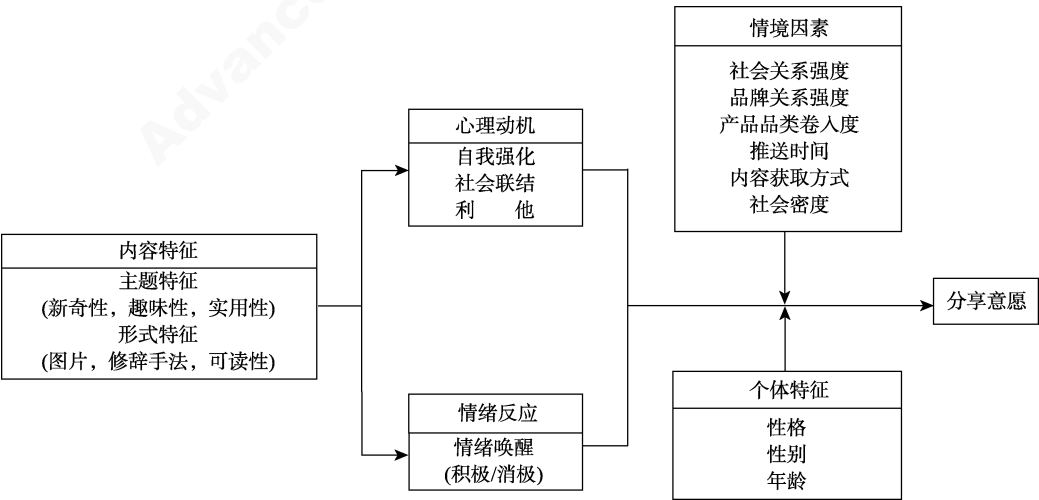 内容特征
主题特征
(新奇性，趣味性，实用性)
形式特征
(图片，修辞手法，可读性)
心理动机
自我强化
社会联结
利　　他
情绪反应
情绪唤醒
(积极/消极)
情境因素
社会关系强度
品牌关系强度
产品品类卷入度
推送时间
内容获取方式
社会密度
个体特征
性格
性别
年龄
分享意愿